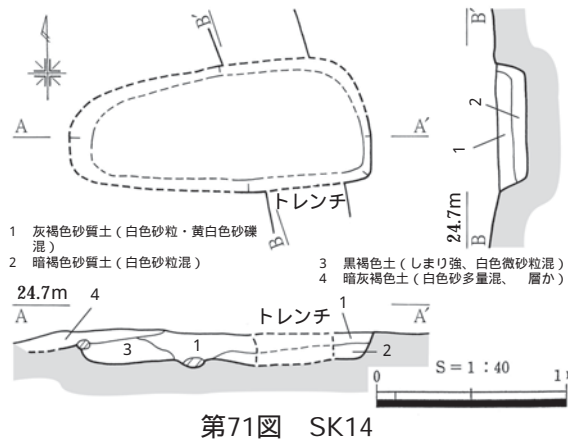 B′
A
A′
トレンチ
B
1 灰褐色砂質土(白色砂粒・黄白色砂礫
混)
2 暗褐色砂質土(白色砂粒混)
3 黒褐色土(しまり強、白色微砂粒混)
4 暗灰褐色土(白色砂多量混、 層か)
B′
2
1
24.7m
B
24.7m
A
4
3
1
トレンチ
1
2
A′
S=1:40
0
1
第71図 SK14